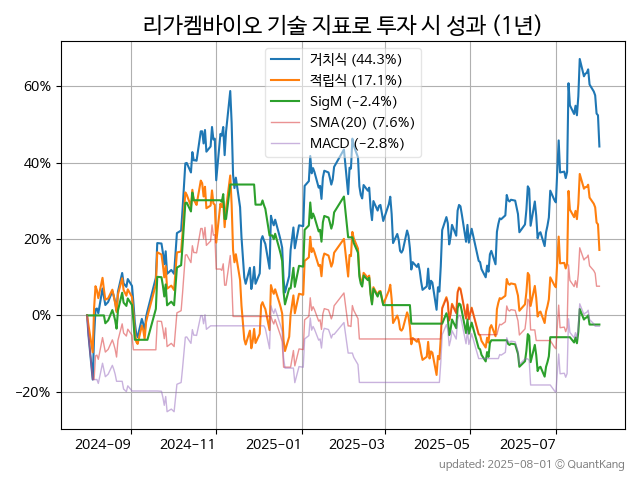 리가켐바이오 기술 지표로 투자 시 성과 (1년)
거치식 (44.3%)
적립식 (17.1%)
SigM (−2.4%)
SMA(20) (7.6%)
MACD (−2.8%)
60%
40%
20%
0%
−20%
2024-09 2024-11 2025-01 2025-03 2025-05 2025-07
updated: 2025-08-01 © QuantKang